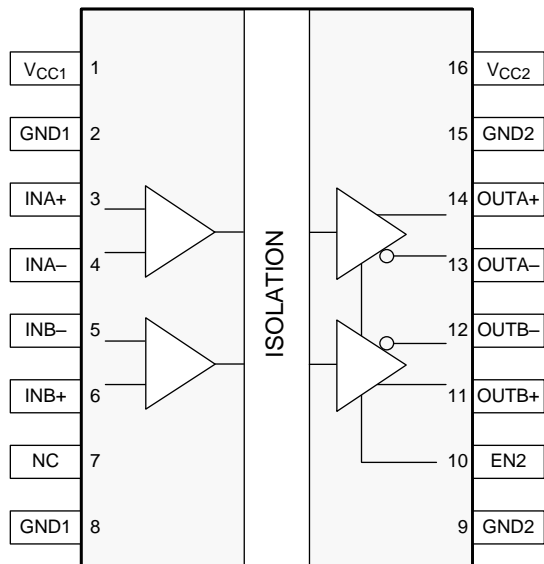 VCC1 1 16 VCC2
GND1 2 15 GND2
INA+ 3 14 OUTA+
INA– 4 13 OUTA–
INB– 5 12 OUTB–
INB+ 6 11 OUTB+
NC 7 10 EN2
GND1 8 9 GND2
ISOLATION